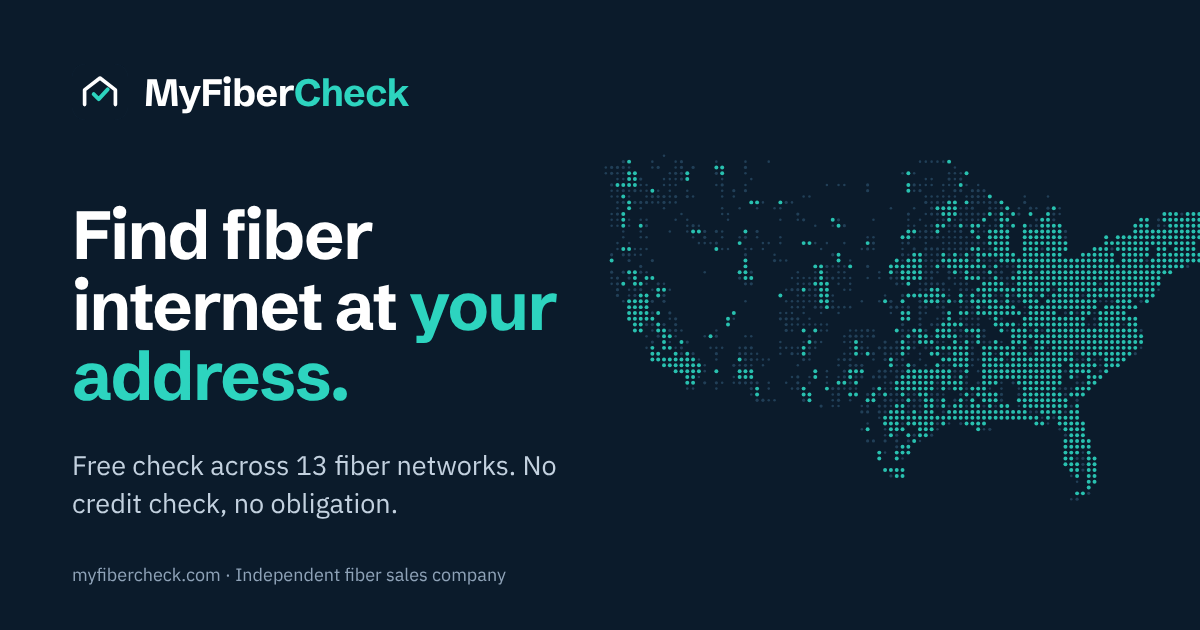 MyFiberCheck
Find fiber
internet at your
address.
Free check across 13 fiber networks. No
credit check, no obligation.
myfibercheck.com · Independent fiber sales company